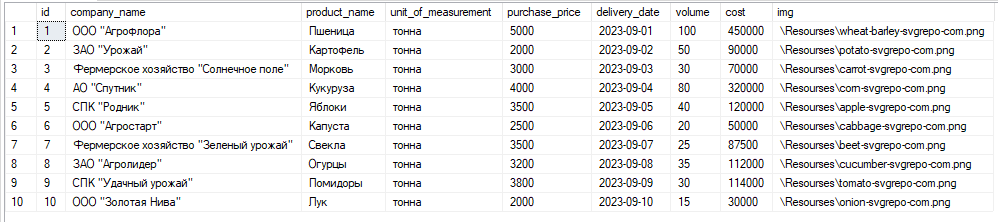 id company_name product_name unit_of_measurement purchase_price delivery_date volume cost img
1 1 ООО "Агрофлора" Пшеница тонна 5000 2023-09-01 100 450000 \Resourses\wheat-barley-svgrepo-com.png
2 2 ЗАО "Урожай" Картофель тонна 2000 2023-09-02 50 90000 \Resourses\potato-svgrepo-com.png
3 3 Фермерское хозяйство "Солнечное поле" Морковь тонна 3000 2023-09-03 30 70000 \Resourses\carrot-svgrepo-com.png
4 4 АО "Спутник" Кукуруза тонна 4000 2023-09-04 80 320000 \Resourses\corn-svgrepo-com.png
5 5 СПК "Родник" Яблоки тонна 3500 2023-09-05 40 120000 \Resourses\apple-svgrepo-com.png
6 6 ООО "Агростарт" Капуста тонна 2500 2023-09-06 20 50000 \Resourses\cabbage-svgrepo-com.png
7 7 Фермерское хозяйство "Зеленый урожай" Свекла тонна 3500 2023-09-07 25 87500 \Resourses\beet-svgrepo-com.png
8 8 ЗАО "Агролидер" Огурцы тонна 3200 2023-09-08 35 112000 \Resourses\cucumber-svgrepo-com.png
9 9 СПК "Удачный урожай" Помидоры тонна 3800 2023-09-09 30 114000 \Resourses\tomato-svgrepo-com.png
10 10 ООО "Золотая Нива" Лук тонна 2000 2023-09-10 15 30000 \Resourses\onion-svgrepo-com.png